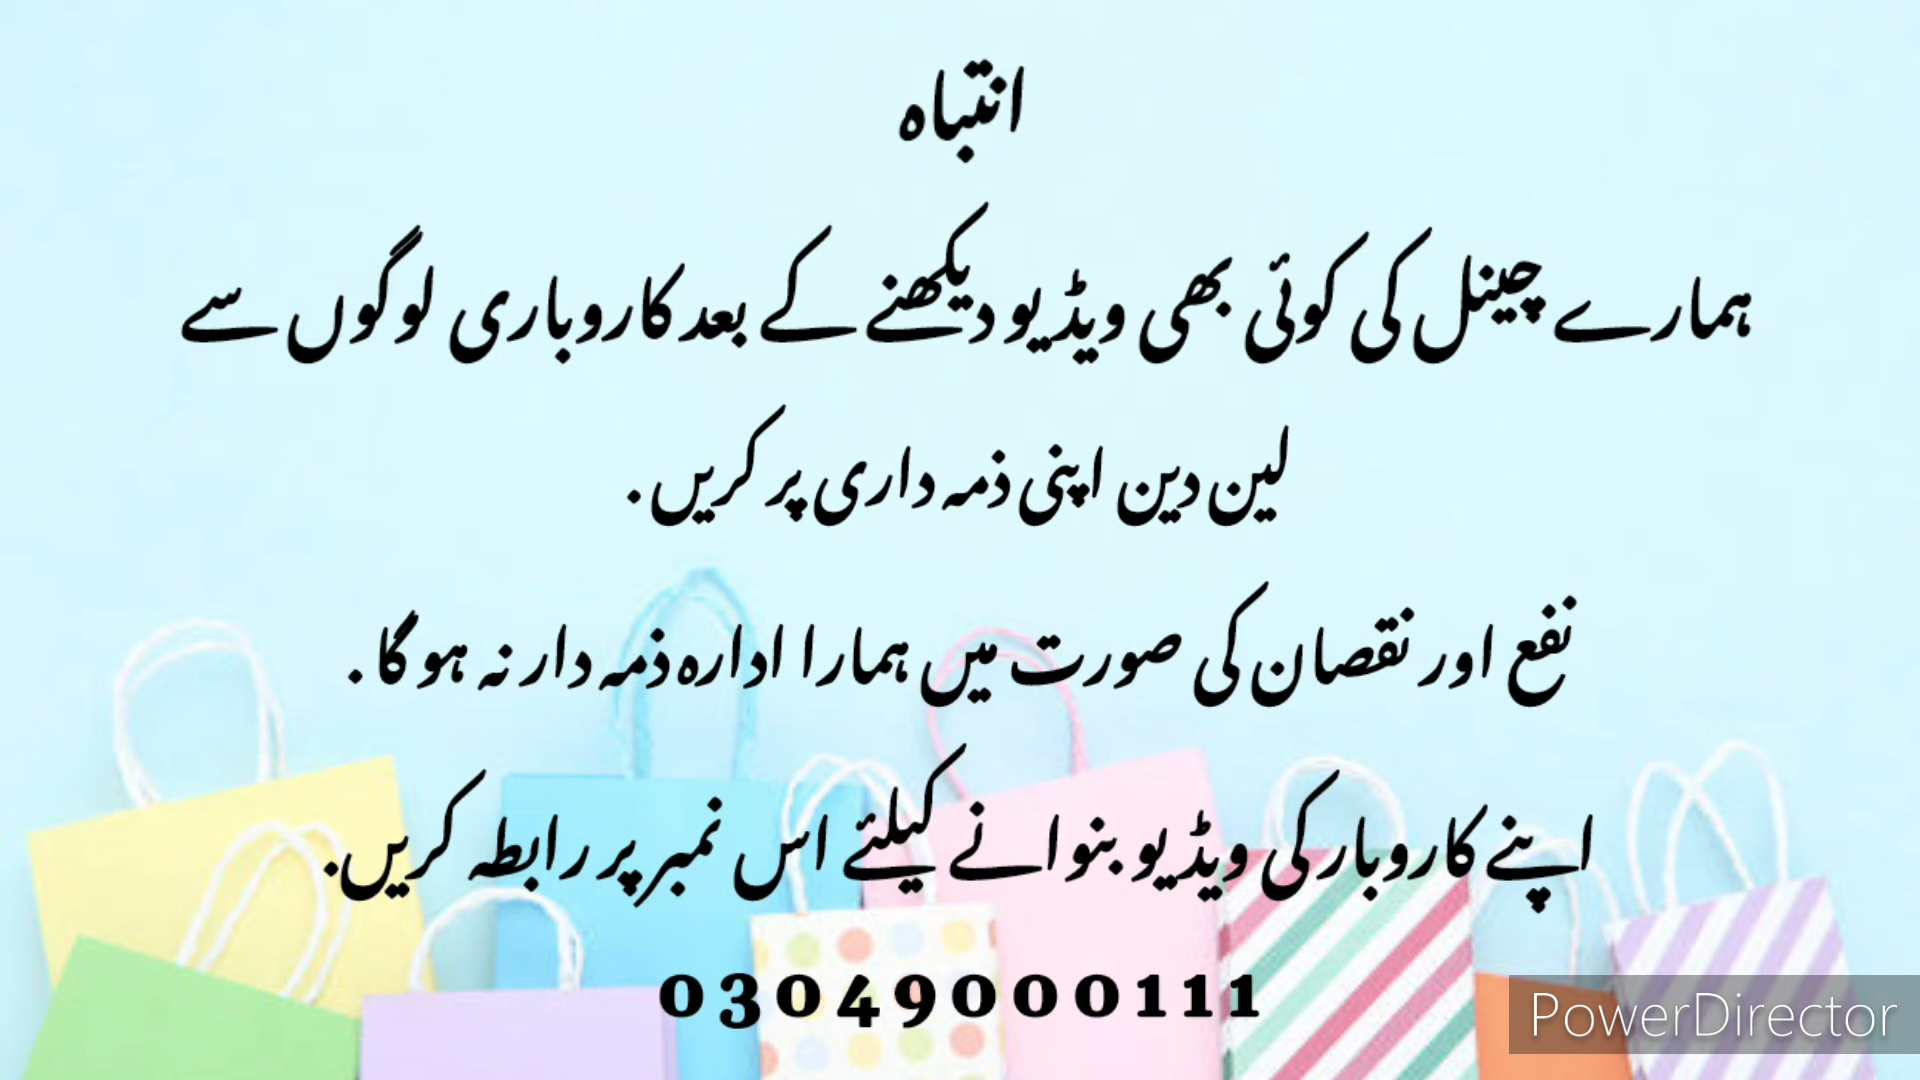 انتباہ
ہمارے چینل کی کوئی بھی ویڈیو دیکھنے کے بعد کاروباری لوگوں سے
لین دین اپنی ذمہ داری پر کریں.
نفع اور نقصان کی صورت میں ہمارا ادارہ ذمہ دار نہ ہوگا.
اپنے کاروبار کی ویڈیو بنوانے کیلئے اس نمبر پر رابطہ کریں.
03049000111
PowerDirector